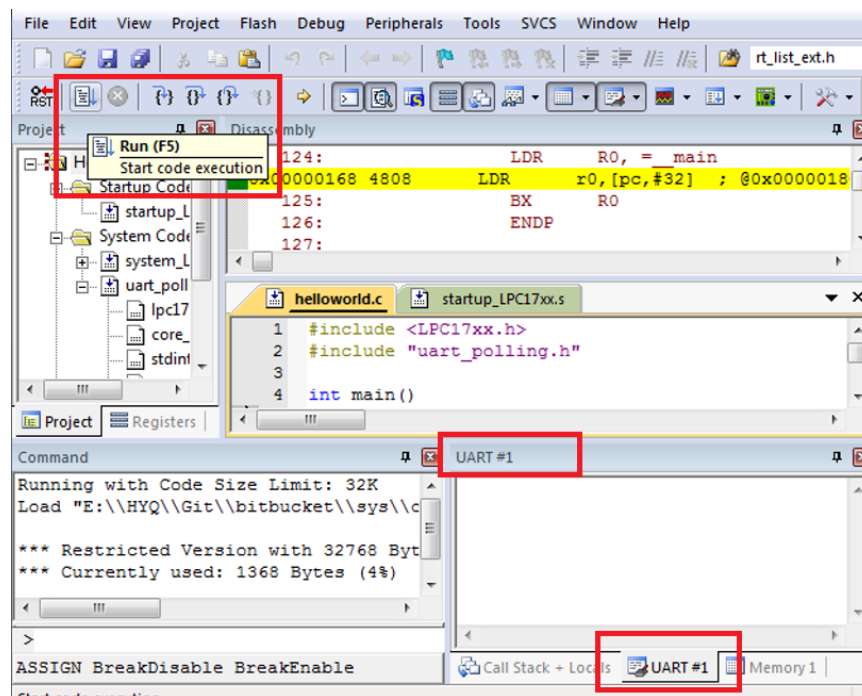 File Edit View Project Flash Debug Peripherals Tools SVCS Window Help
rt_list_ext.h
RST
Project
Disassembly
Run (F5)
Start code execution
124: LDR R0, =__main
0x00000168 4808 LDR r0,[pc,#32] ; @0x0000018
125: BX R0
126: ENDP
127:
Startup Code
startup_L
System Code
system_L
uart_poll
lpc17
core_
stdint
helloworld.c startup_LPC17xx.s
1 #include <LPC17xx.h>
2 #include "uart_polling.h"
3
4 int main()
Project Registers
Command
UART #1
Running with Code Size Limit: 32K
Load "E:\\HYQ\\Git\\bitbucket\\sys\\c
*** Restricted Version with 32768 Byt
*** Currently used: 1368 Bytes (4%)
>
ASSIGN BreakDisable BreakEnable
Call Stack + Locals UART #1 Memory 1
Start code execution